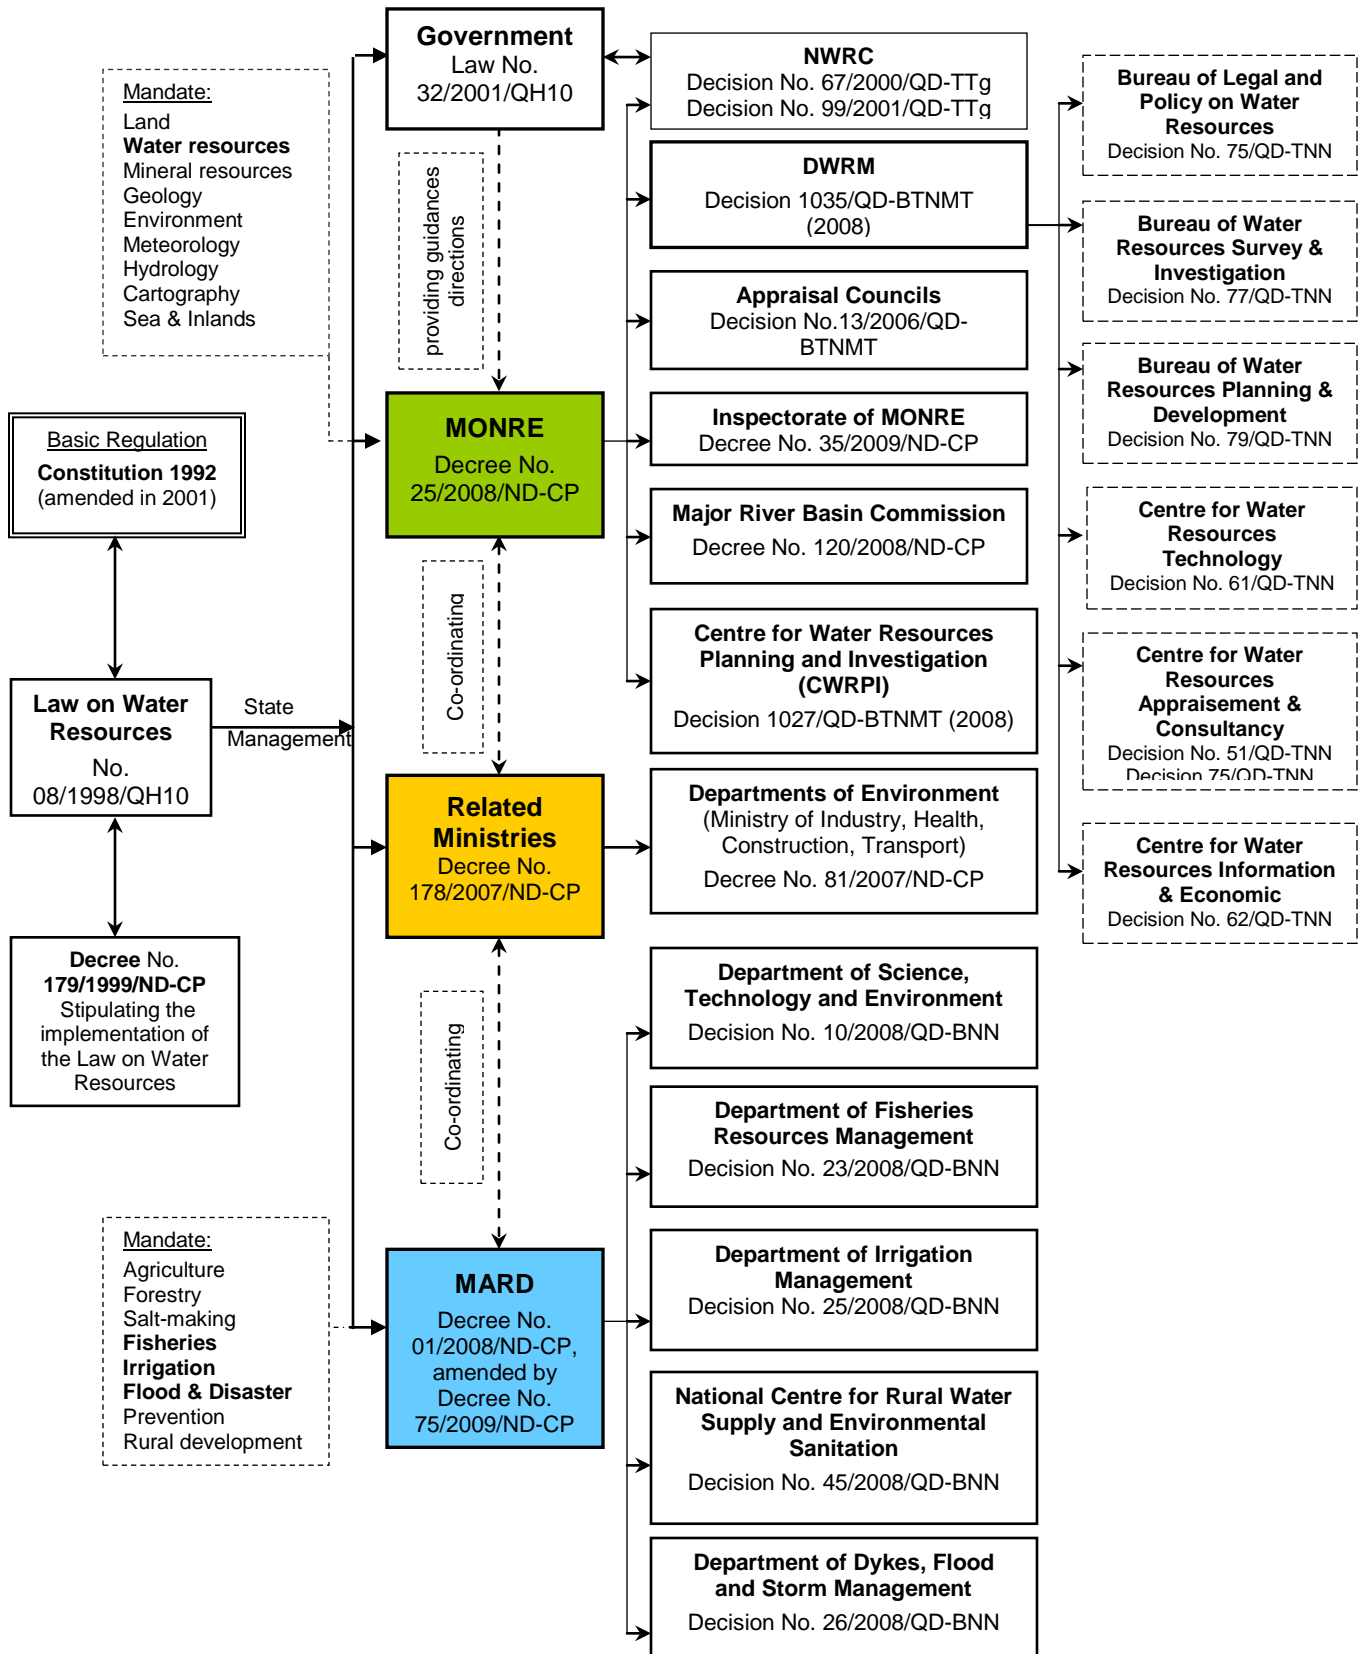 Government
Law No.
32/2001/QH10
NWRC
Decision No. 67/2000/QD-TTg
Decision No. 99/2001/QD-TTg
Bureau of Legal and
Policy on Water
Resources
Decision No. 75/QD-TNN
Mandate:
Land
Water resources
Mineral resources
Geology
Environment
Meteorology
Hydrology
Cartography
Sea & Inlands
providing guidances
directions
DWRM
Decision 1035/QD-BTNMT
(2008)
Bureau of Water
Resources Survey &
Investigation
Decision No. 77/QD-TNN
Appraisal Councils
Decision No.13/2006/QD-
BTNMT
Bureau of Water
Resources Planning &
Development
Decision No. 79/QD-TNN
Basic Regulation
Constitution 1992
(amended in 2001)
MONRE
Decree No.
25/2008/ND-CP
Inspectorate of MONRE
Decree No. 35/2009/ND-CP
Major River Basin Commission
Decree No. 120/2008/ND-CP
Centre for Water
Resources
Technology
Decision No. 61/QD-TNN
Co-ordinating
Centre for Water Resources
Planning and Investigation
(CWRPI)
Decision 1027/QD-BTNMT (2008)
Centre for Water
Resources
Appraisement &
Consultancy
Decision No. 51/QD-TNN
Decision 75/QD-TNN
Law on Water
Resources
No.
08/1998/QH10
State
Management
Related
Ministries
Decree No.
178/2007/ND-CP
Departments of Environment
(Ministry of Industry, Health,
Construction, Transport)
Decree No. 81/2007/ND-CP
Centre for Water
Resources Information
& Economic
Decision No. 62/QD-TNN
Decree No.
179/1999/ND-CP
Stipulating the
implementation of
the Law on Water
Resources
Co-ordinating
Department of Science,
Technology and Environment
Decision No. 10/2008/QD-BNN
Department of Fisheries
Resources Management
Decision No. 23/2008/QD-BNN
Mandate:
Agriculture
Forestry
Salt-making
Fisheries
Irrigation
Flood & Disaster
Prevention
Rural development
MARD
Decree No.
01/2008/ND-CP,
amended by
Decree No.
75/2009/ND-CP
Department of Irrigation
Management
Decision No. 25/2008/QD-BNN
National Centre for Rural Water
Supply and Environmental
Sanitation
Decision No. 45/2008/QD-BNN
Department of Dykes, Flood
and Storm Management
Decision No. 26/2008/QD-BNN